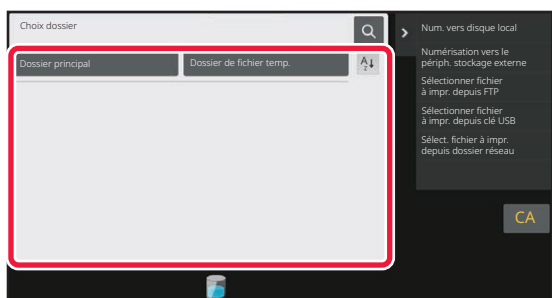 Choix dossier
Dossier principal
Dossier de fichier temp.
A
Z
Num. vers disque local
Numérisation vers le
périph. stockage externe
Sélectionner fichier
à impr. depuis FTP
Sélectionner fichier
à impr. depuis clé USB
Sélect. fichier à impr.
depuis dossier réseau
CA